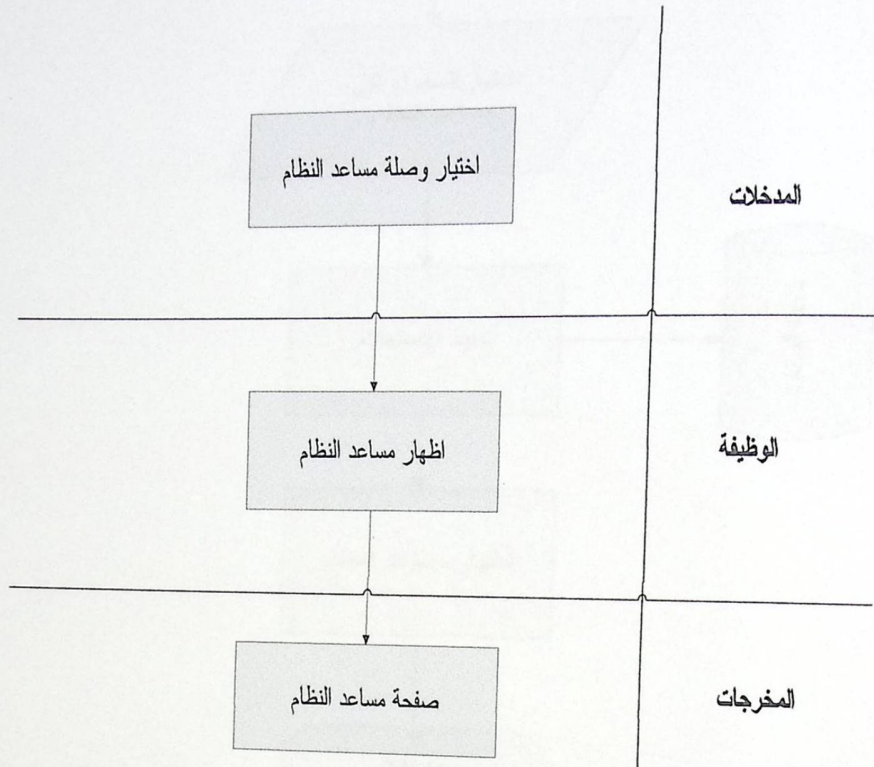 المدخلات
اختيار وصلة مساعد النظام
الوظيفة
اظهار مساعد النظام
المخرجات
صفحة مساعد النظام